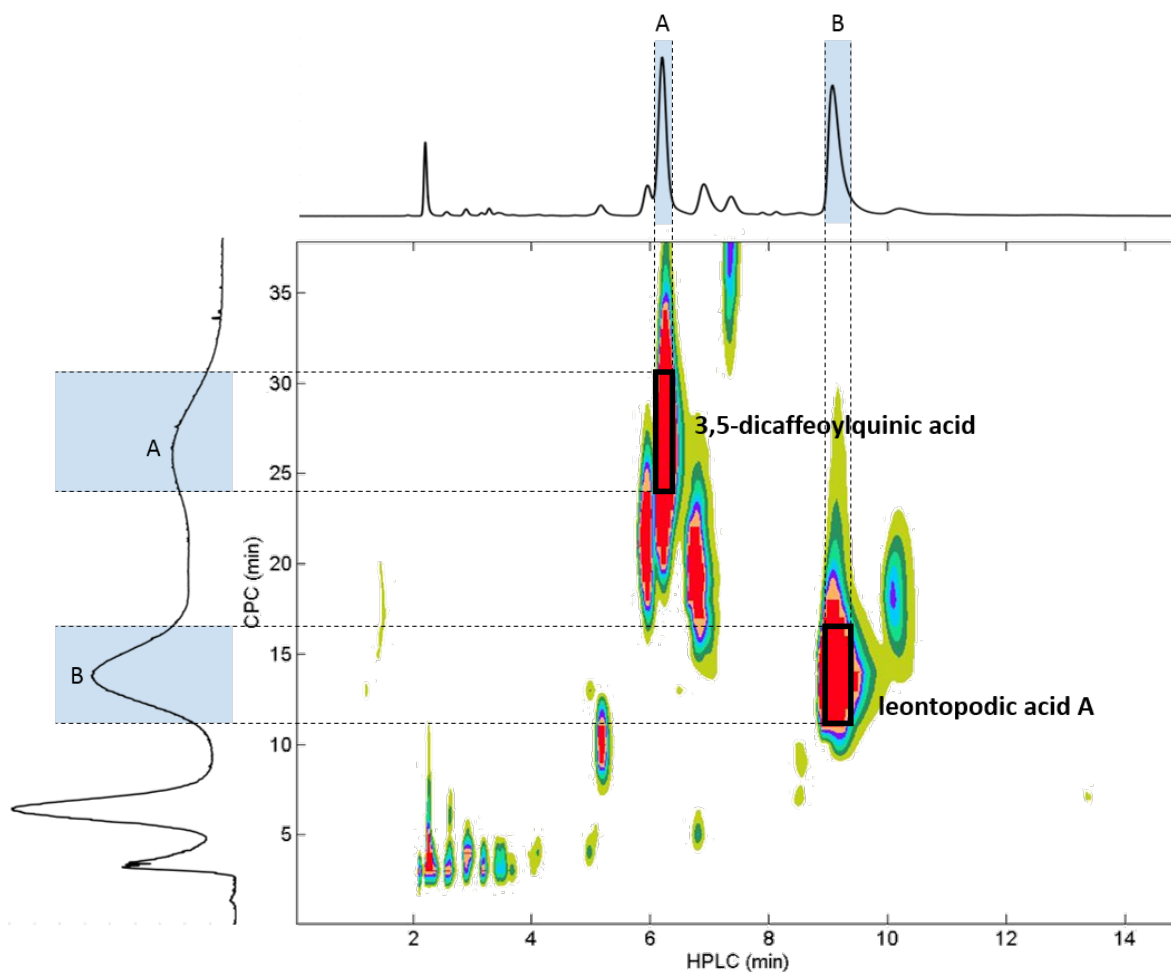 A
B
35
30
3,5-dicaffeoylquinic acid
A
25
20
CPC (min)
15
B
leontopodic acid A
10
5
2 4 6 8 10 12 14
HPLC (min)